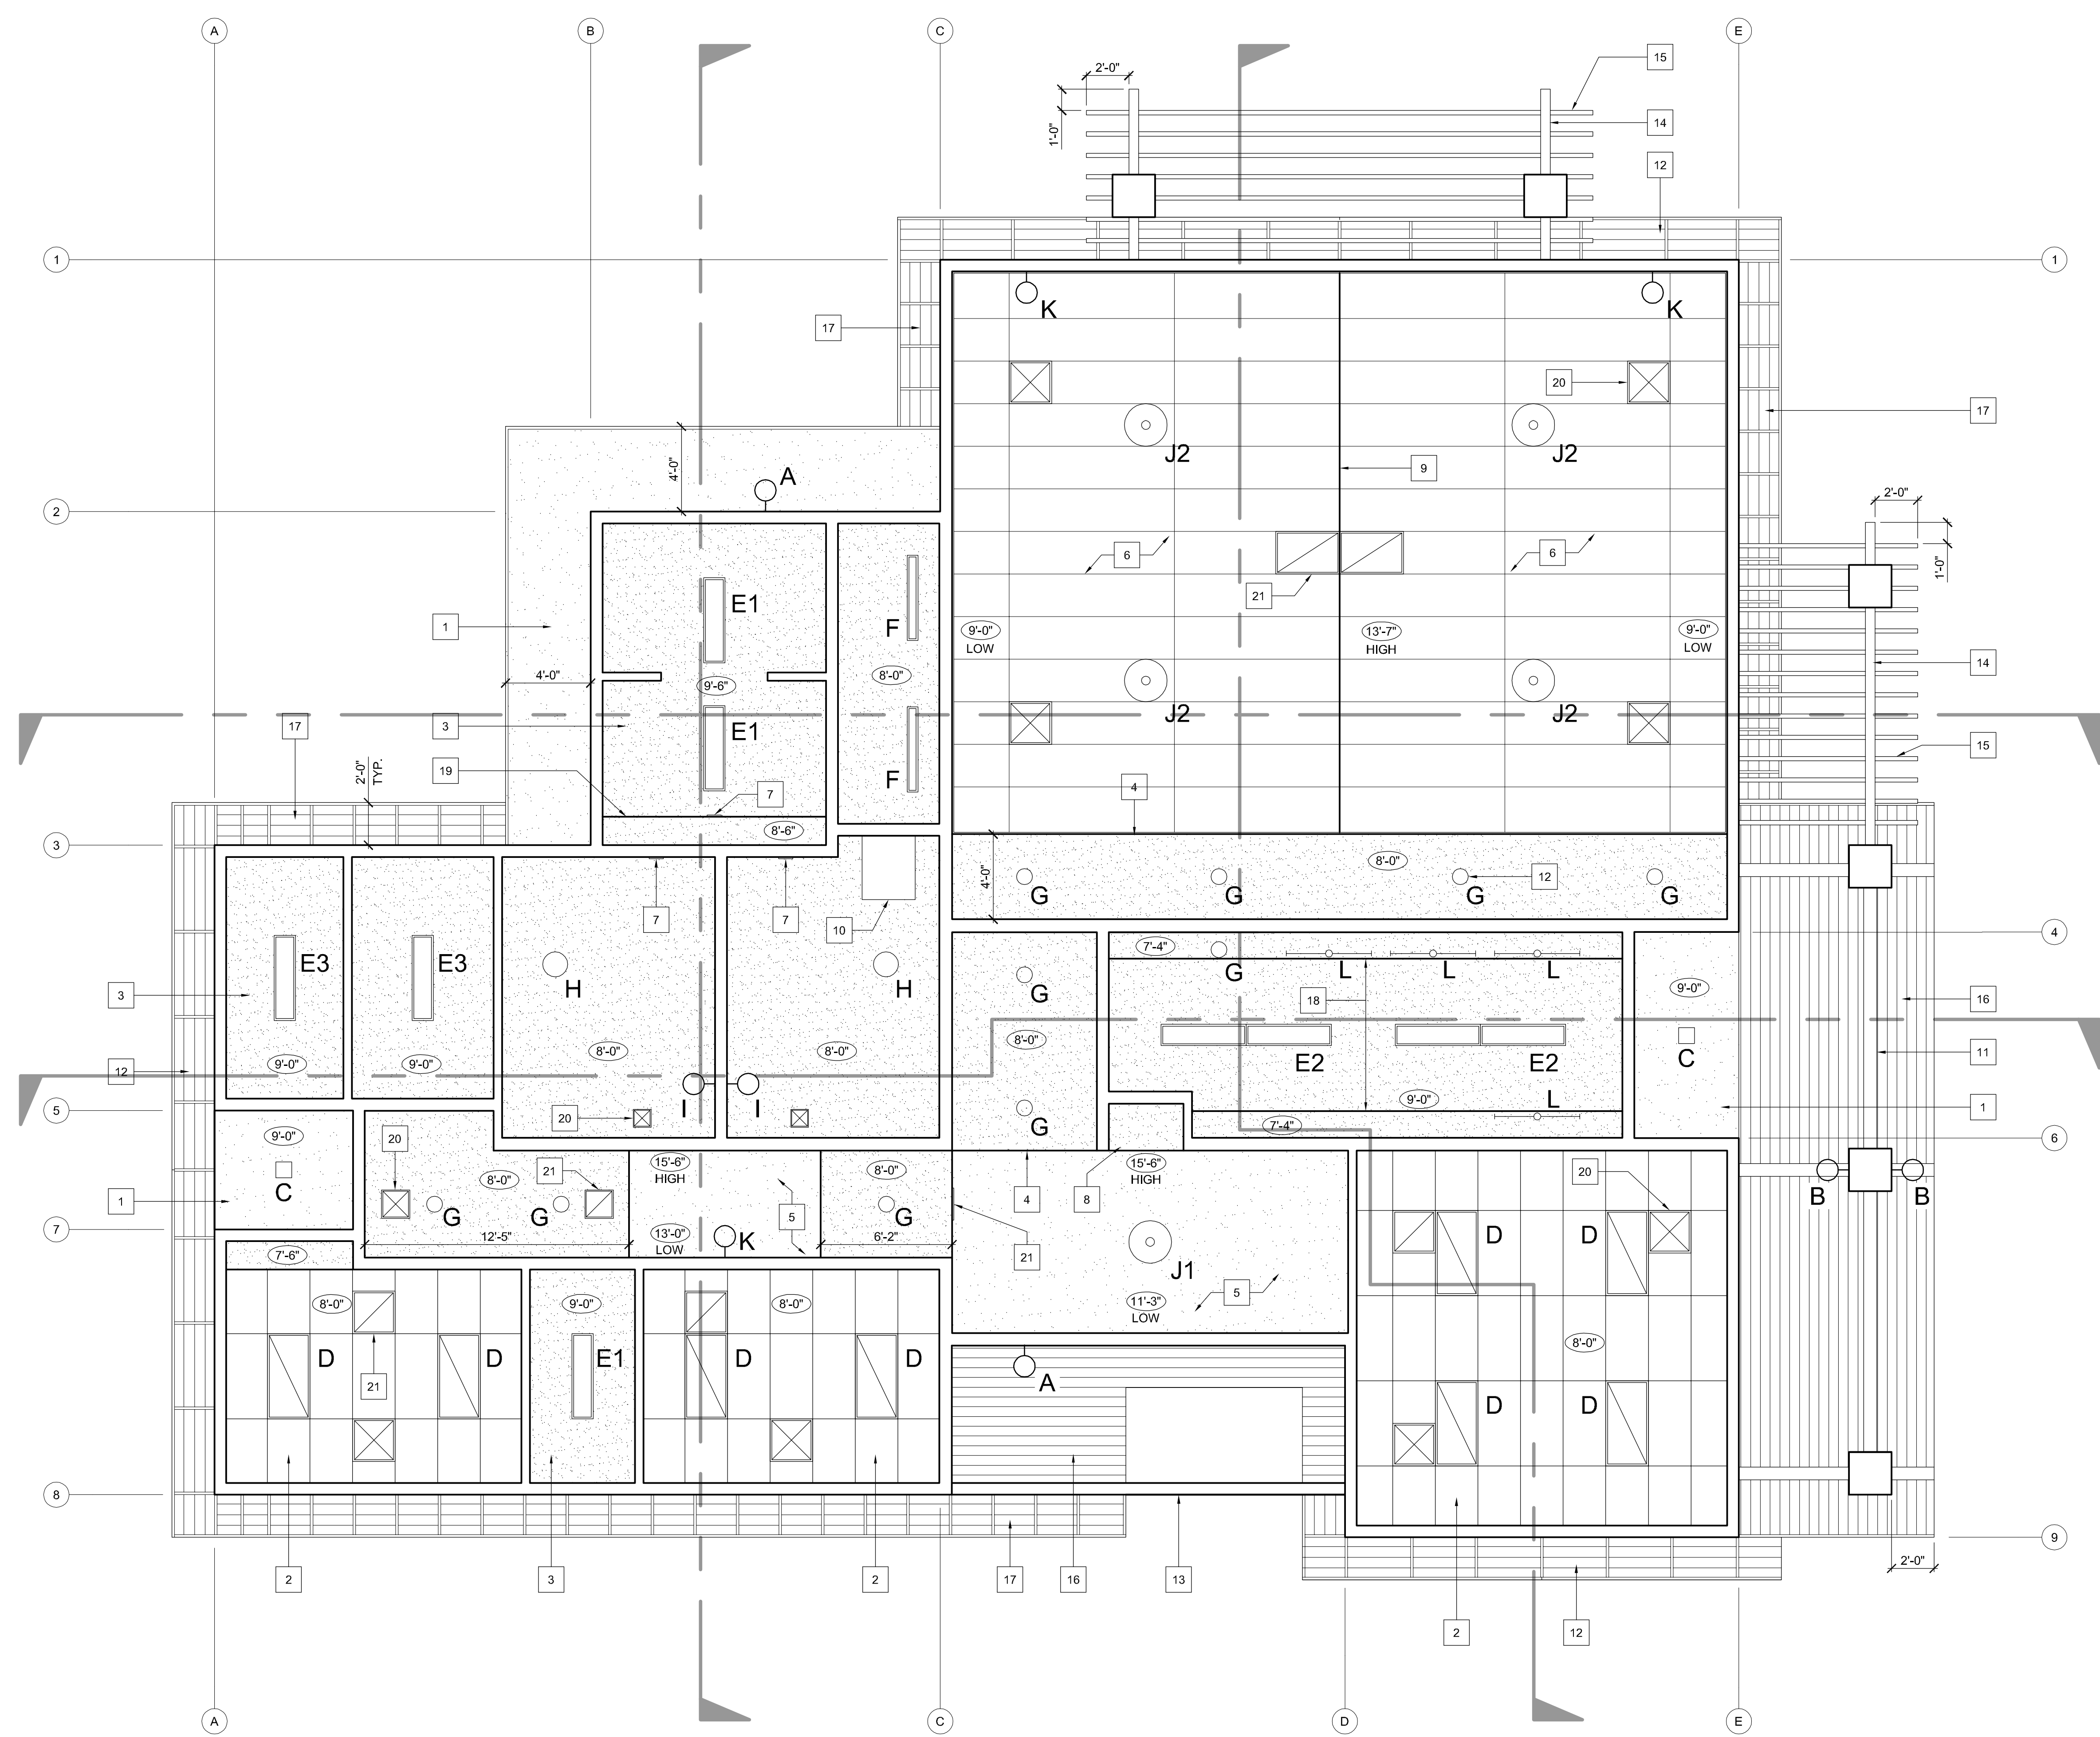 A
B
C
E
15
2'-0"
14
1'-0"
12
1
1
K
K
17
20
17
J2
J2
A
4'-0"
9
2
2'-0"
6
6
1'-0"
21
E1
F
1
9'-0"
LOW
13'-7"
HIGH
9'-0"
LOW
14
4'-0"
9'-6"
8'-0"
J2
J2
17
3
E1
15
2'-0"
TYP.
19
7
F
4
8'-6"
3
4'-0"
8'-0"
G
G
G
12
G
7
7
10
4
7'-4"
G
L
L
L
E3
E3
H
H
G
3
18
9'-0"
16
8'-0"
E2
E2
C
11
9'-0"
9'-0"
8'-0"
8'-0"
12
I
I
L
9'-0"
1
5
20
G
7'-4"
9'-0"
20
6
15'-6"
HIGH
8'-0"
15'-6"
HIGH
C
8'-0"
21
4
8
20
B
B
1
G
G
5
G
7
12'-5"
13'-0"
LOW
K
6'-2"
21
D
D
7'-6"
J1
8'-0"
9'-0"
8'-0"
11'-3"
LOW
5
8'-0"
D
D
E1
D
D
21
A
D
D
8
9
2'-0"
2
3
2
17
16
13
2
12
A
C
D
E